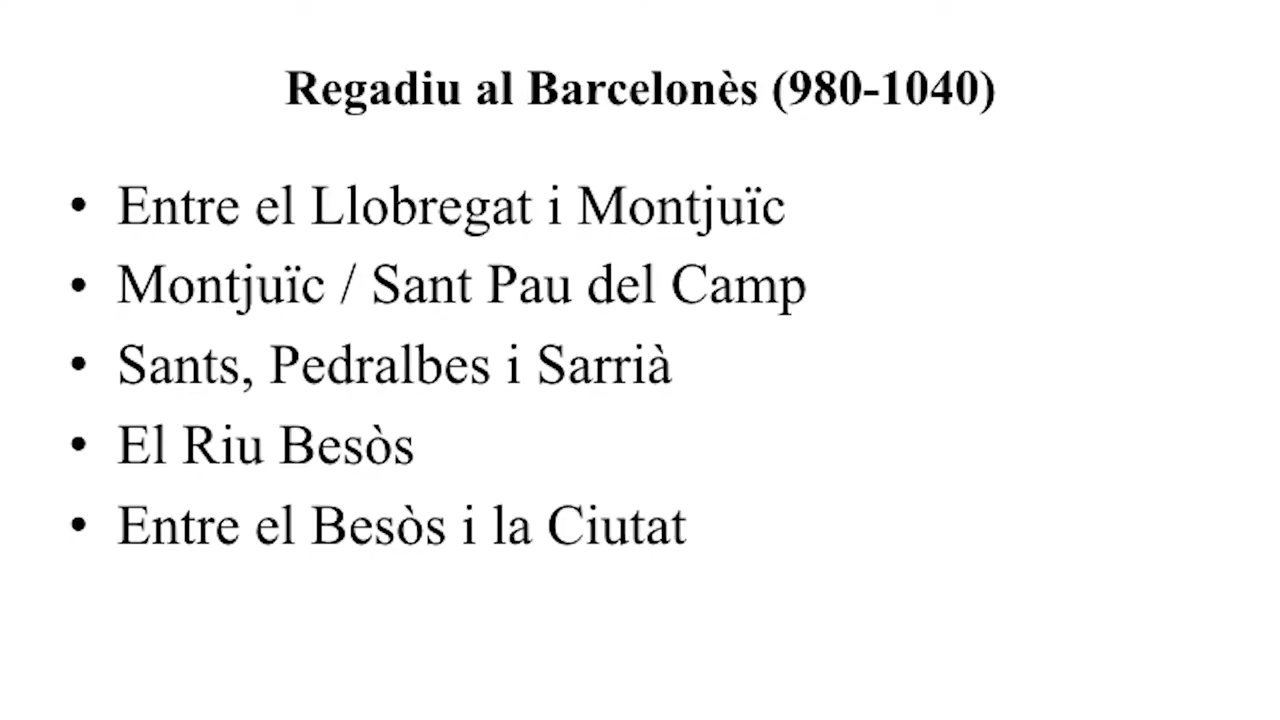 Regadiu al Barcelonès (980-1040)
• Entre el Llobregat i Montjuïc
• Montjuïc / Sant Pau del Camp
• Sants, Pedralbes i Sarrià
• El Riu Besòs
• Entre el Besòs i la Ciutat